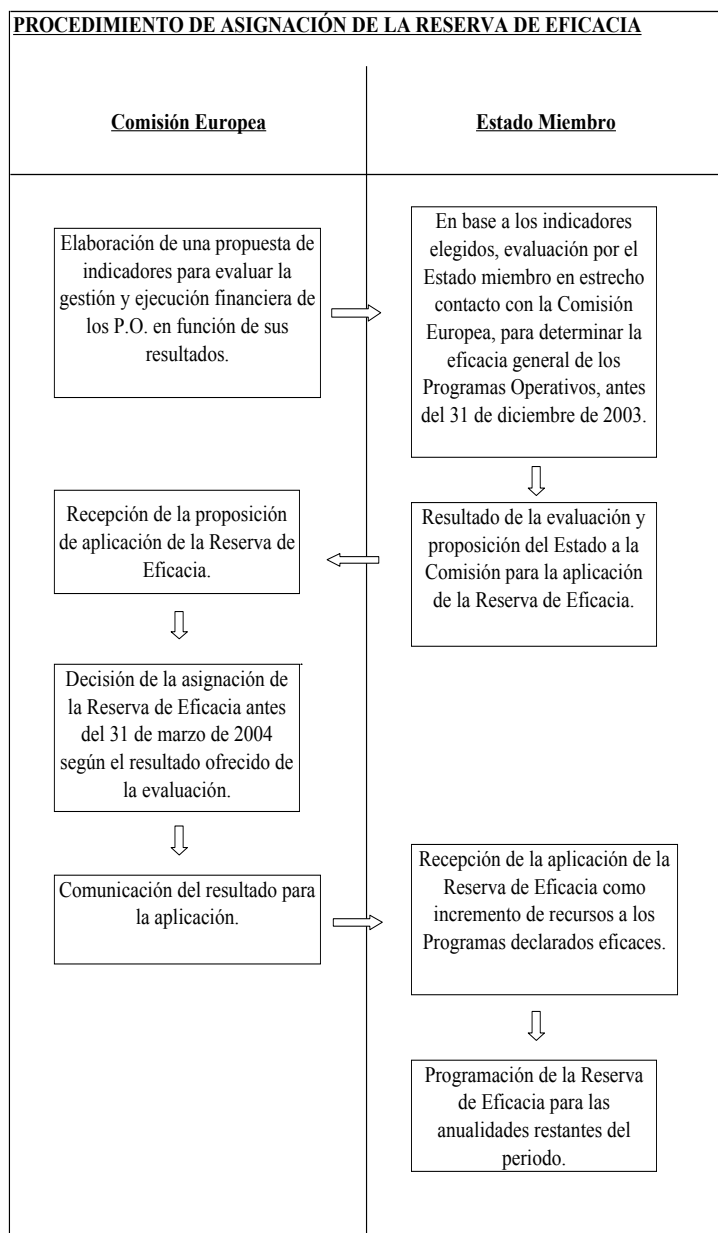 PROCEDIMIENTO DE ASIGNACIÓN DE LA RESERVA DE EFICACIA
Comisión Europea
Estado Miembro
Elaboración de una propuesta de
indicadores para evaluar la
gestión y ejecución financiera de
los P.O. en función de sus
resultados.
En base a los indicadores
elegidos, evaluación por el
Estado miembro en estrecho
contacto con la Comisión
Europea, para determinar la
eficacia general de los
Programas Operativos, antes
del 31 de diciembre de 2003.
Resultado de la evaluación y
proposición del Estado a la
Comisión para la aplicación
de la Reserva de Eficacia.
Recepción de la proposición
de aplicación de la Reserva de
Eficacia.
Decisión de la asignación de
la Reserva de Eficacia antes
del 31 de marzo de 2004
según el resultado ofrecido de
la evaluación.
Comunicación del resultado para
la aplicación.
Recepción de la aplicación de la
Reserva de Eficacia como
incremento de recursos a los
Programas declarados eficaces.
Programación de la Reserva
de Eficacia para las
anualidades restantes del
periodo.